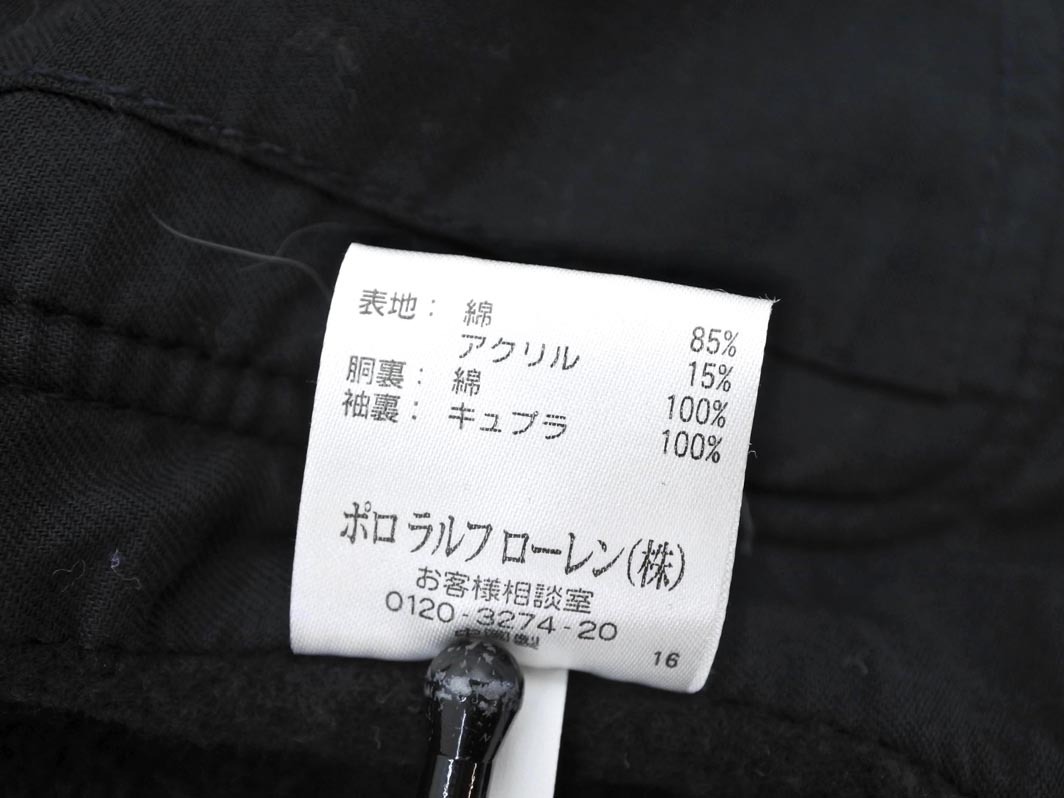 表地： 綿 85%
アクリル 15%
胴裏： 綿 100%
袖裏： キュプラ 100%
ポロ ラルフ ローレン(株)
お客様相談室
0120-3274-20
16